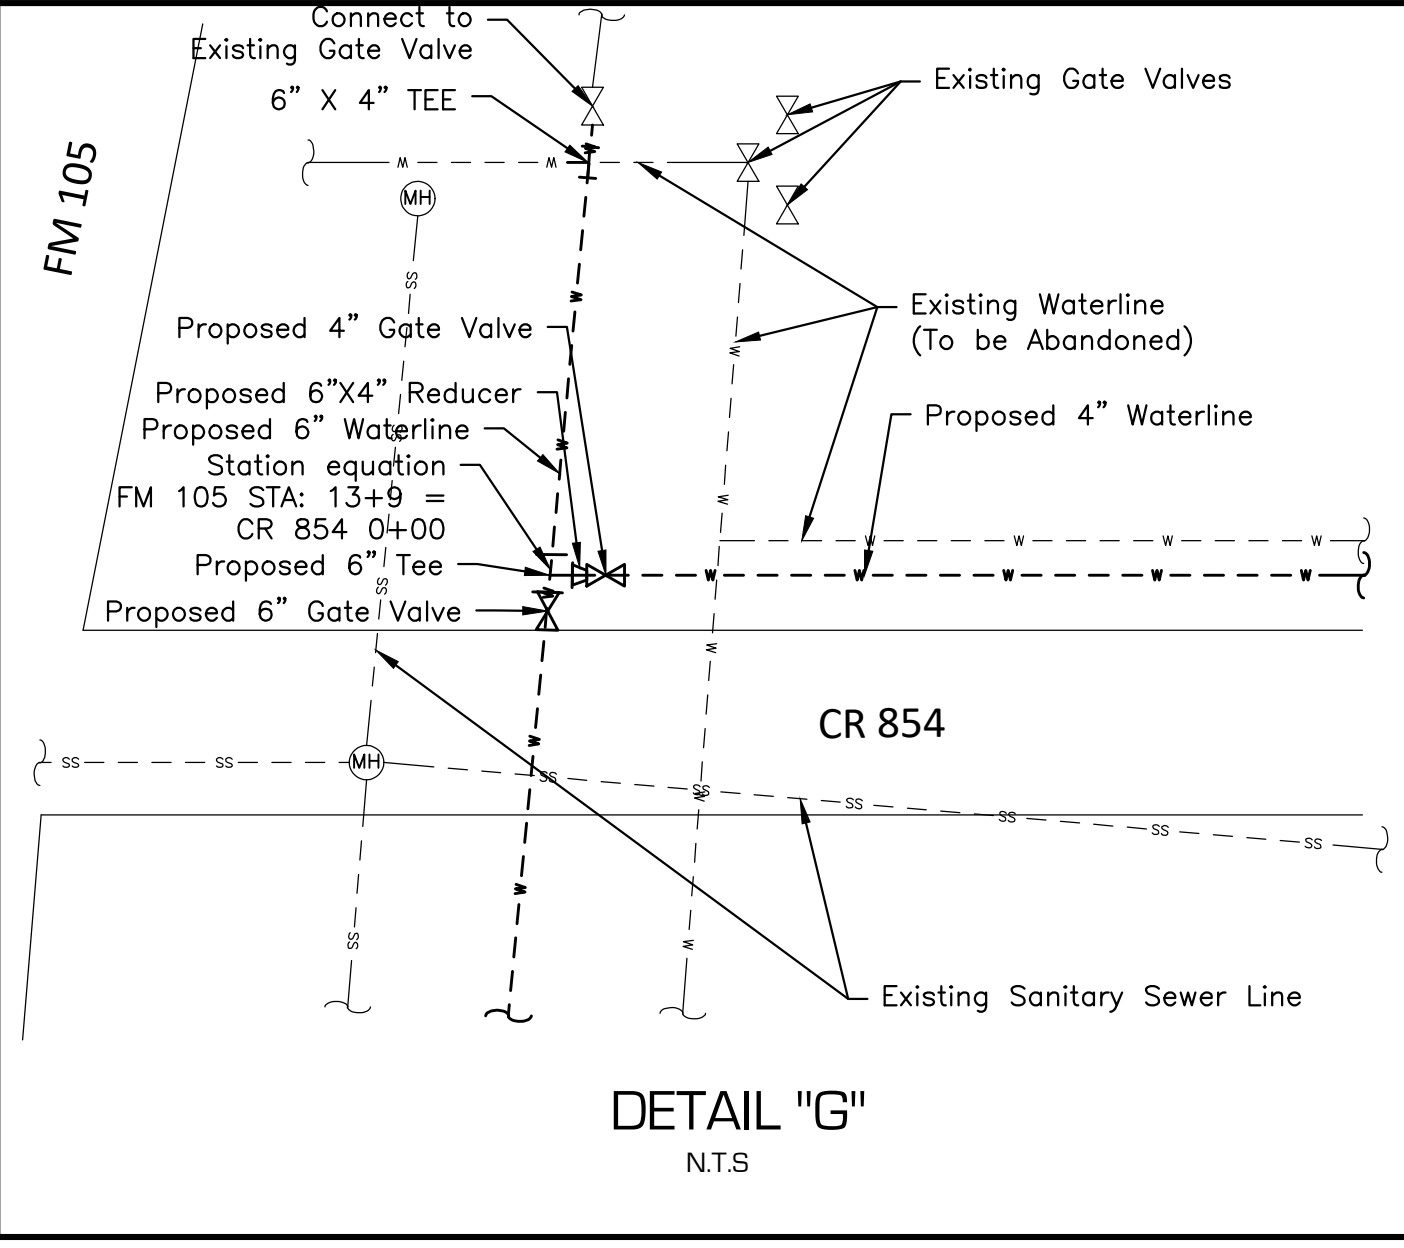 Connect to
Existing Gate Valve
6" X 4" TEE
Existing Gate Valves
FM 105
W
W
W
MH
SS
W
Existing Waterline
(To be Abandoned)
Proposed 4" Gate Valve
W
Proposed 6"X4" Reducer
Proposed 4" Waterline
Proposed 6" Waterline
SS
W
Station equation
FM 105 STA: 13+9 =
CR 854 0+00
W
W
W
W
W
Proposed 6" Tee
W
W
W
W
W
SS
W
Proposed 6" Gate Valve
W
CR 854
W
SS
SS
MH
SS
SS
W
SS
SS
SS
SS
W
SS
W
Existing Sanitary Sewer Line
DETAIL "G"
N.T.S